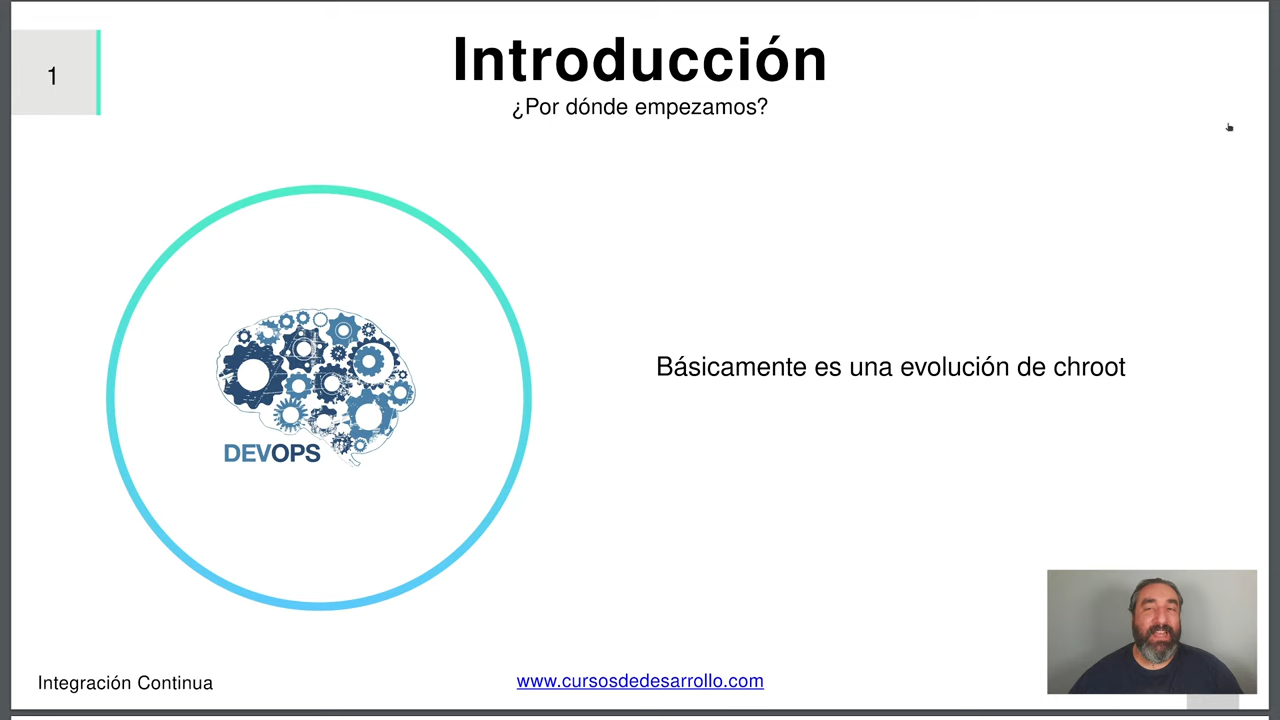 1
Introducción
¿Por dónde empezamos?
DEVOPS
Básicamente es una evolución de chroot
Integración Continua
www.cursosdedesarrollo.com